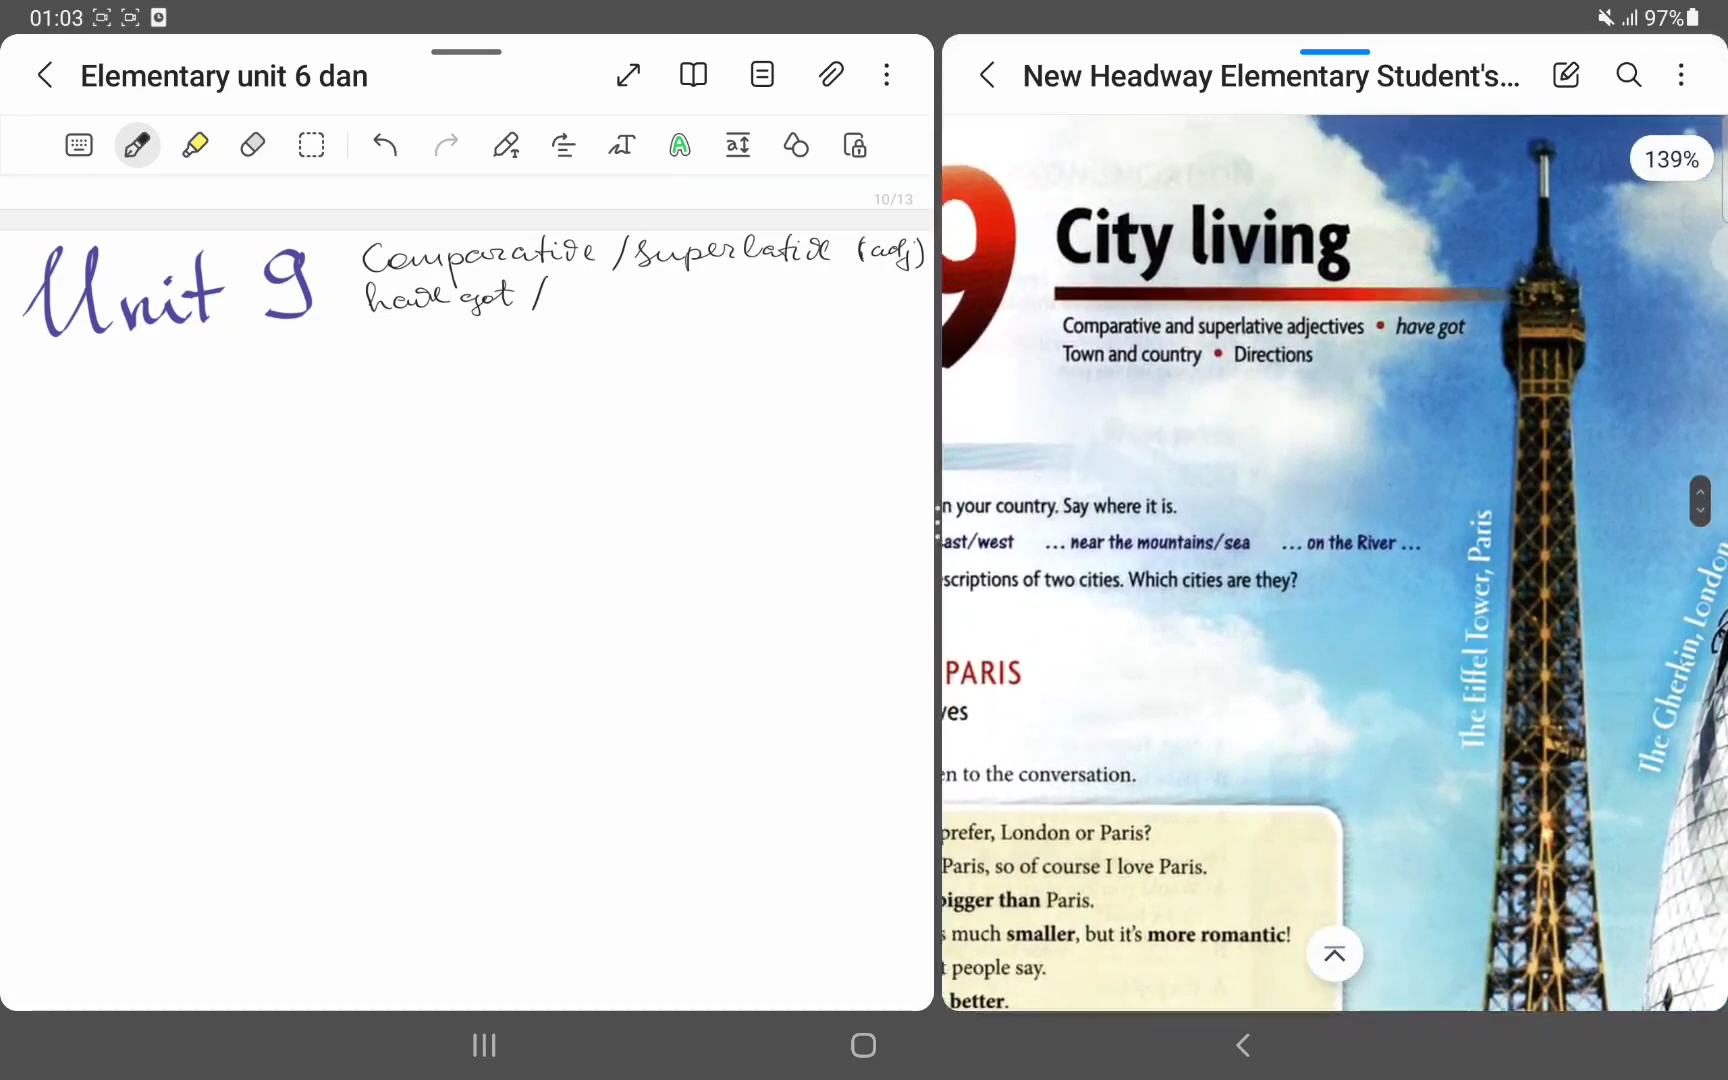 01:03
97%
Elementary unit 6 dan
10/13
Unit 9
Comparative / superlative (adj)
have got /
New Headway Elementary Student's...
139%
9
City living
Comparative and superlative adjectives • have got
Town and country • Directions
n your country. Say where it is.
ast/west ... near the mountains/sea ... on the River ...
scriptions of two cities. Which cities are they?
PARIS
ves
en to the conversation.
prefer, London or Paris?
Paris, so of course I love Paris.
bigger than Paris.
s much smaller, but it's more romantic!
t people say.
better.
The Eiffel Tower, Paris
The Gherkin, London